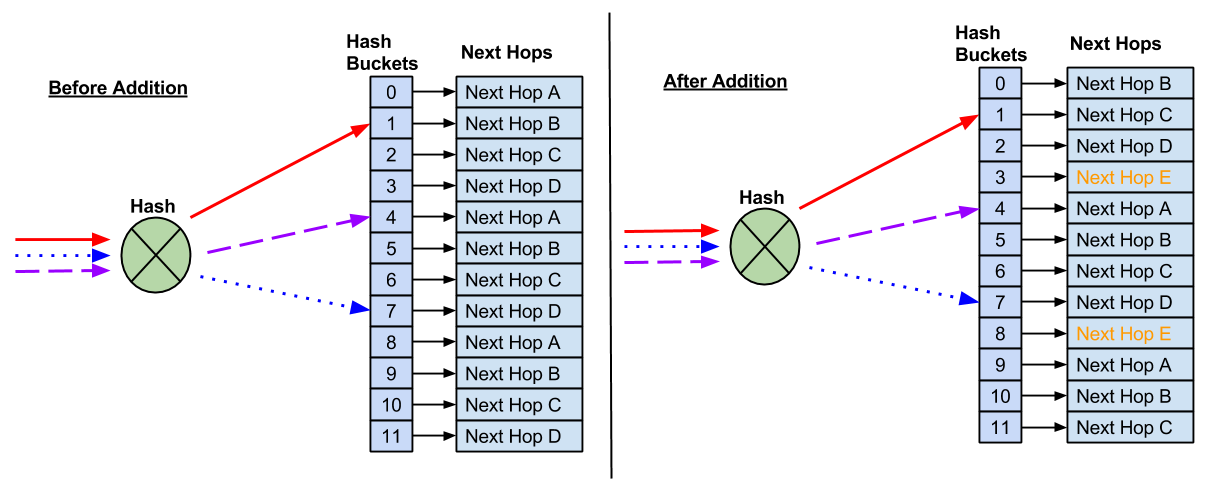 Before Addition
Hash
Hash
Buckets
Next Hops
0 Next Hop A
1 Next Hop B
2 Next Hop C
3 Next Hop D
4 Next Hop A
5 Next Hop B
6 Next Hop C
7 Next Hop D
8 Next Hop A
9 Next Hop B
10 Next Hop C
11 Next Hop D
After Addition
Hash
Hash
Buckets
Next Hops
0 Next Hop B
1 Next Hop C
2 Next Hop D
3 Next Hop E
4 Next Hop A
5 Next Hop B
6 Next Hop C
7 Next Hop D
8 Next Hop E
9 Next Hop A
10 Next Hop B
11 Next Hop C